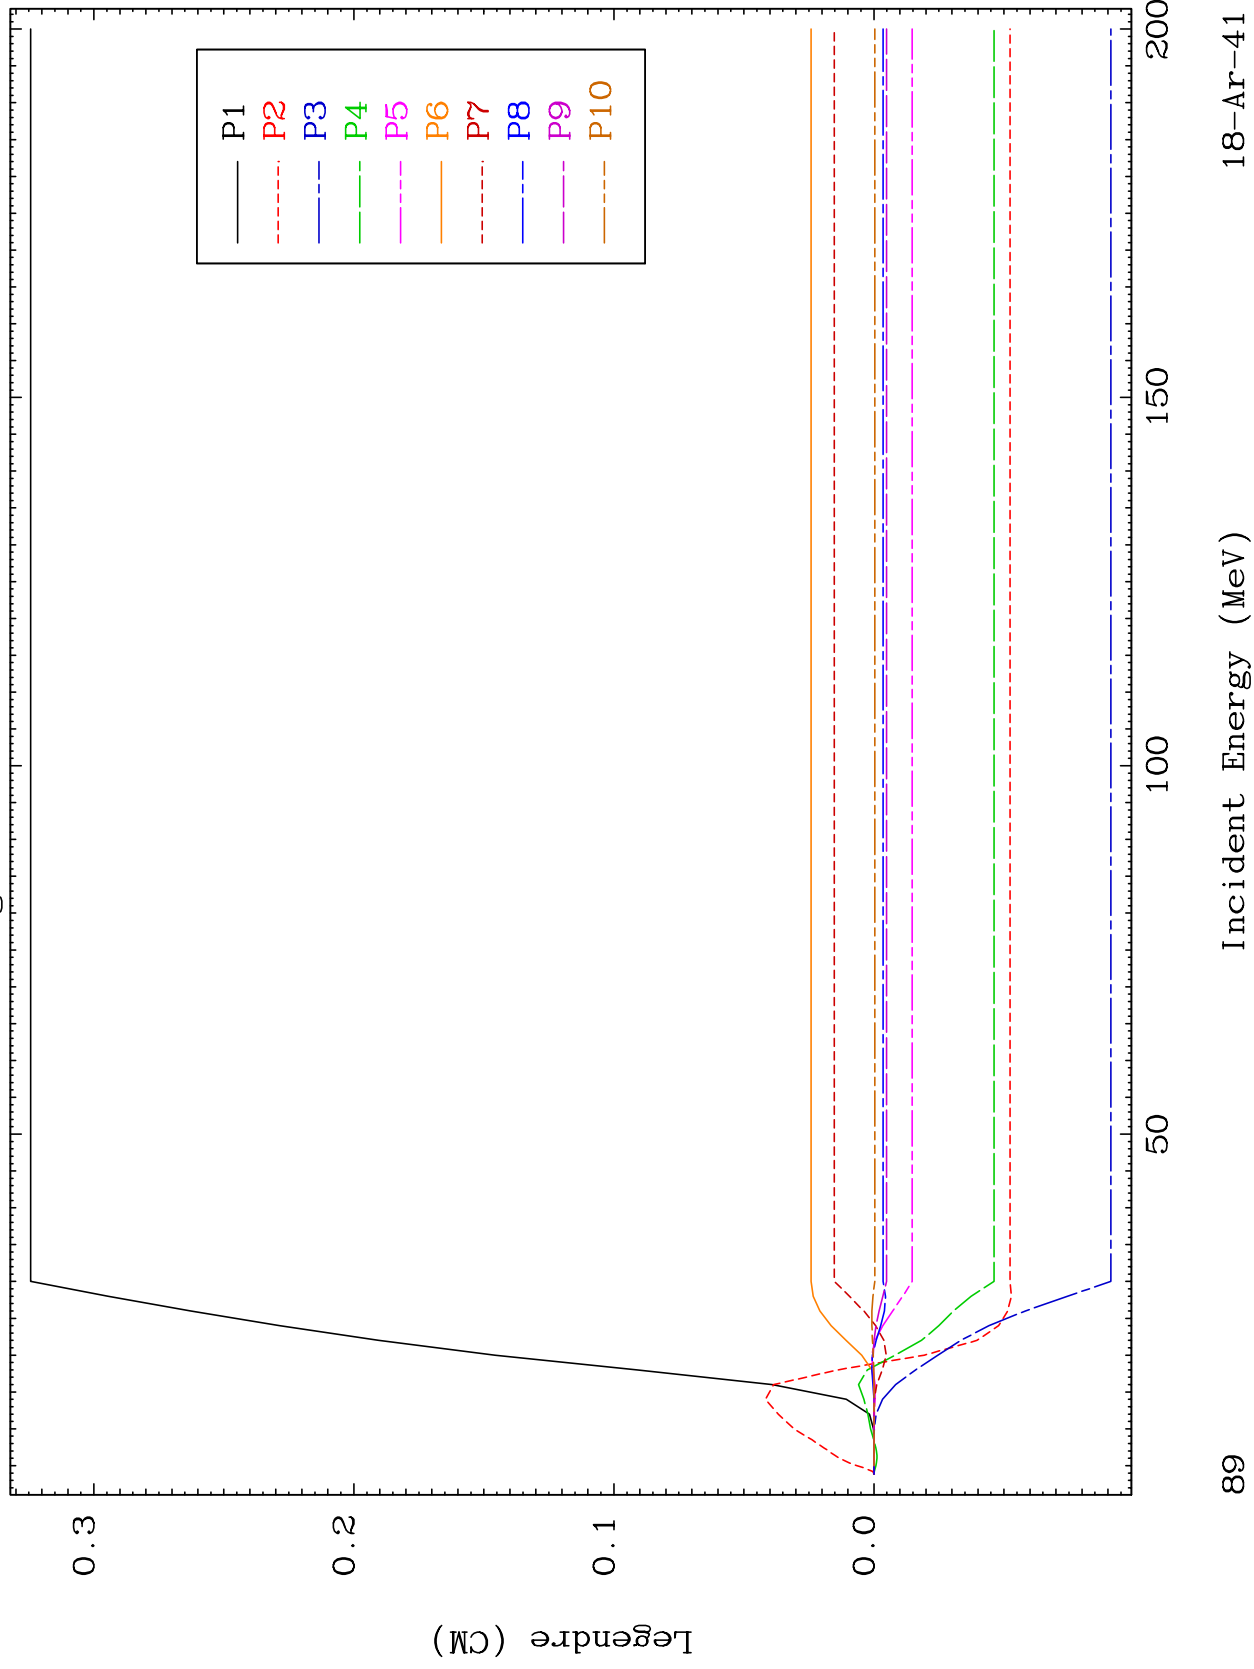 P1
P2
P3
P4
P5
P6
P7
P8
P9
P10
0.3
0.2
0.1
0.0
Legendre (CM)
50
100
150
200
Incident Energy (MeV)
89
18-Ar-41